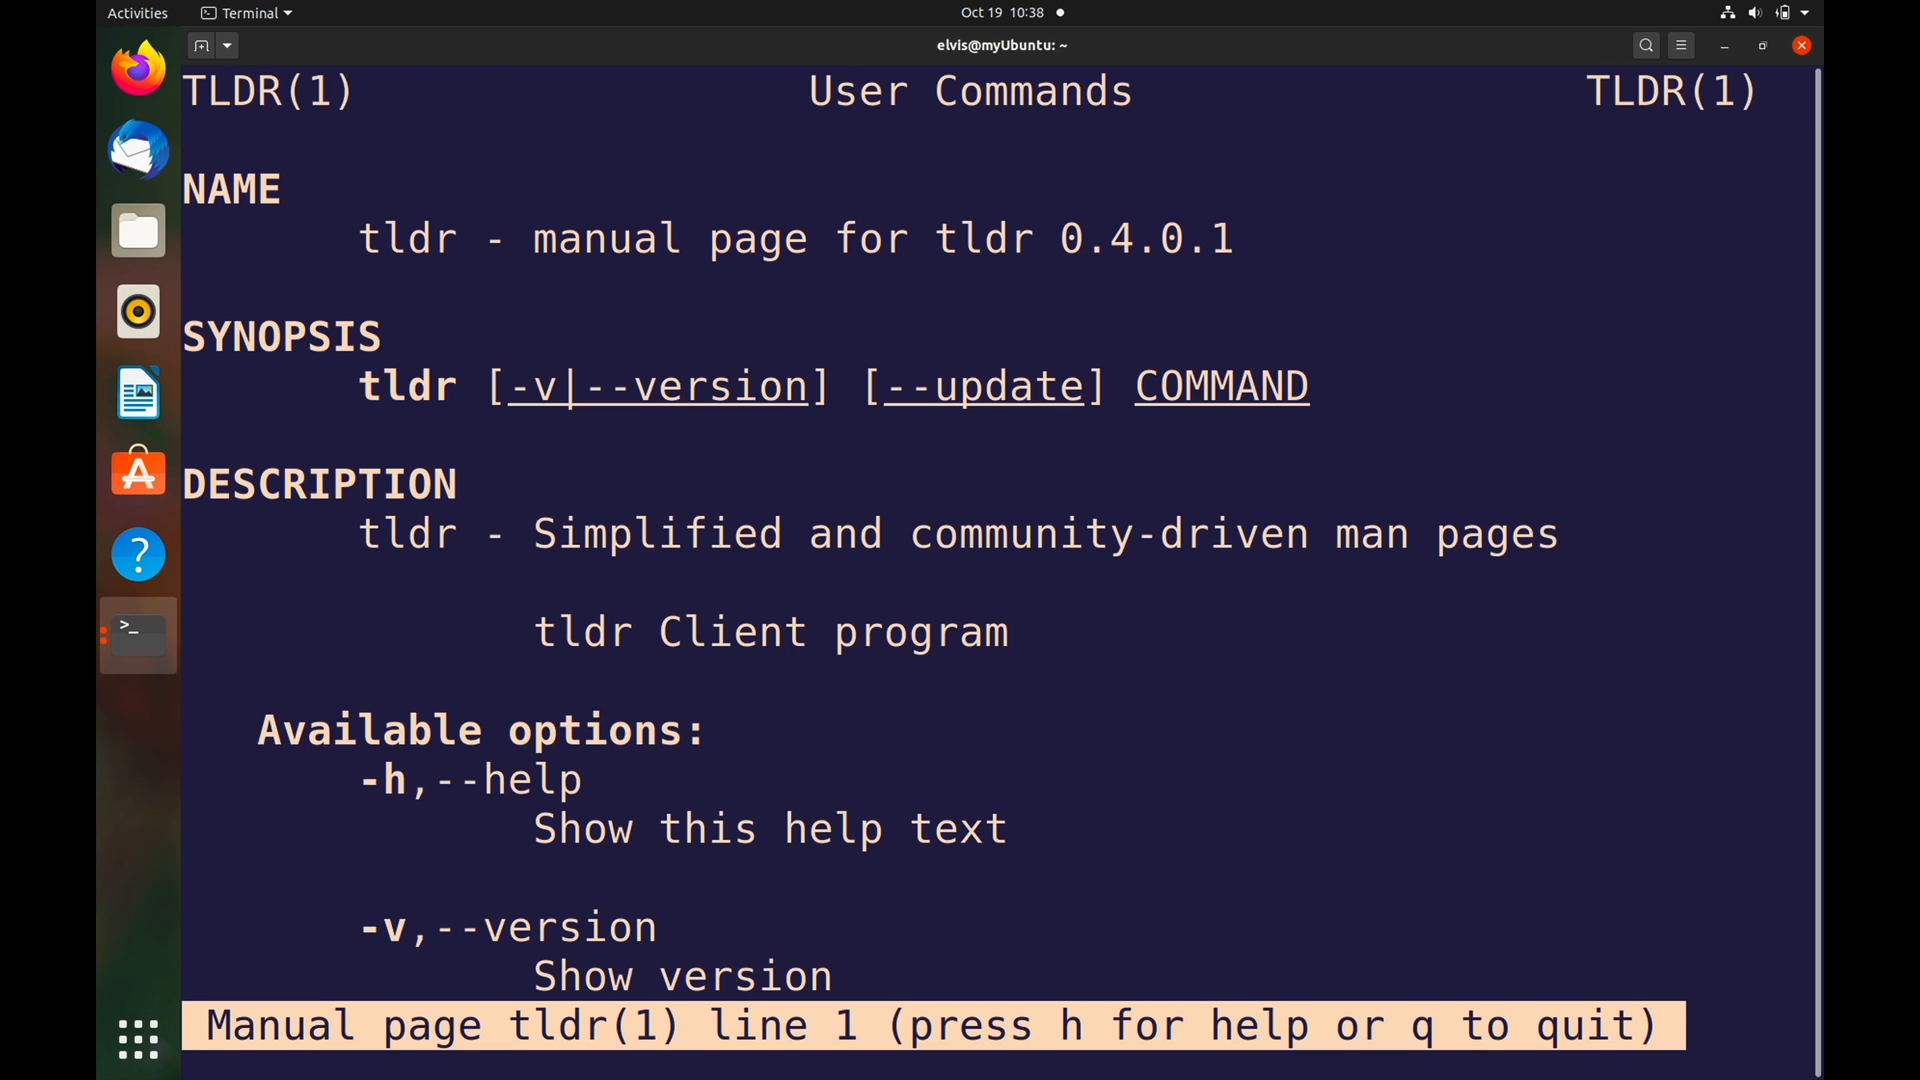 Activities Terminal Oct 19 10:38
elvis@myUbuntu: ~
TLDR(1) User Commands TLDR(1)
NAME
tldr - manual page for tldr 0.4.0.1
SYNOPSIS
tldr [-v|--version] [--update] COMMAND
DESCRIPTION
tldr - Simplified and community-driven man pages
tldr Client program
Available options:
-h,--help
Show this help text
-v,--version
Show version
Manual page tldr(1) line 1 (press h for help or q to quit)